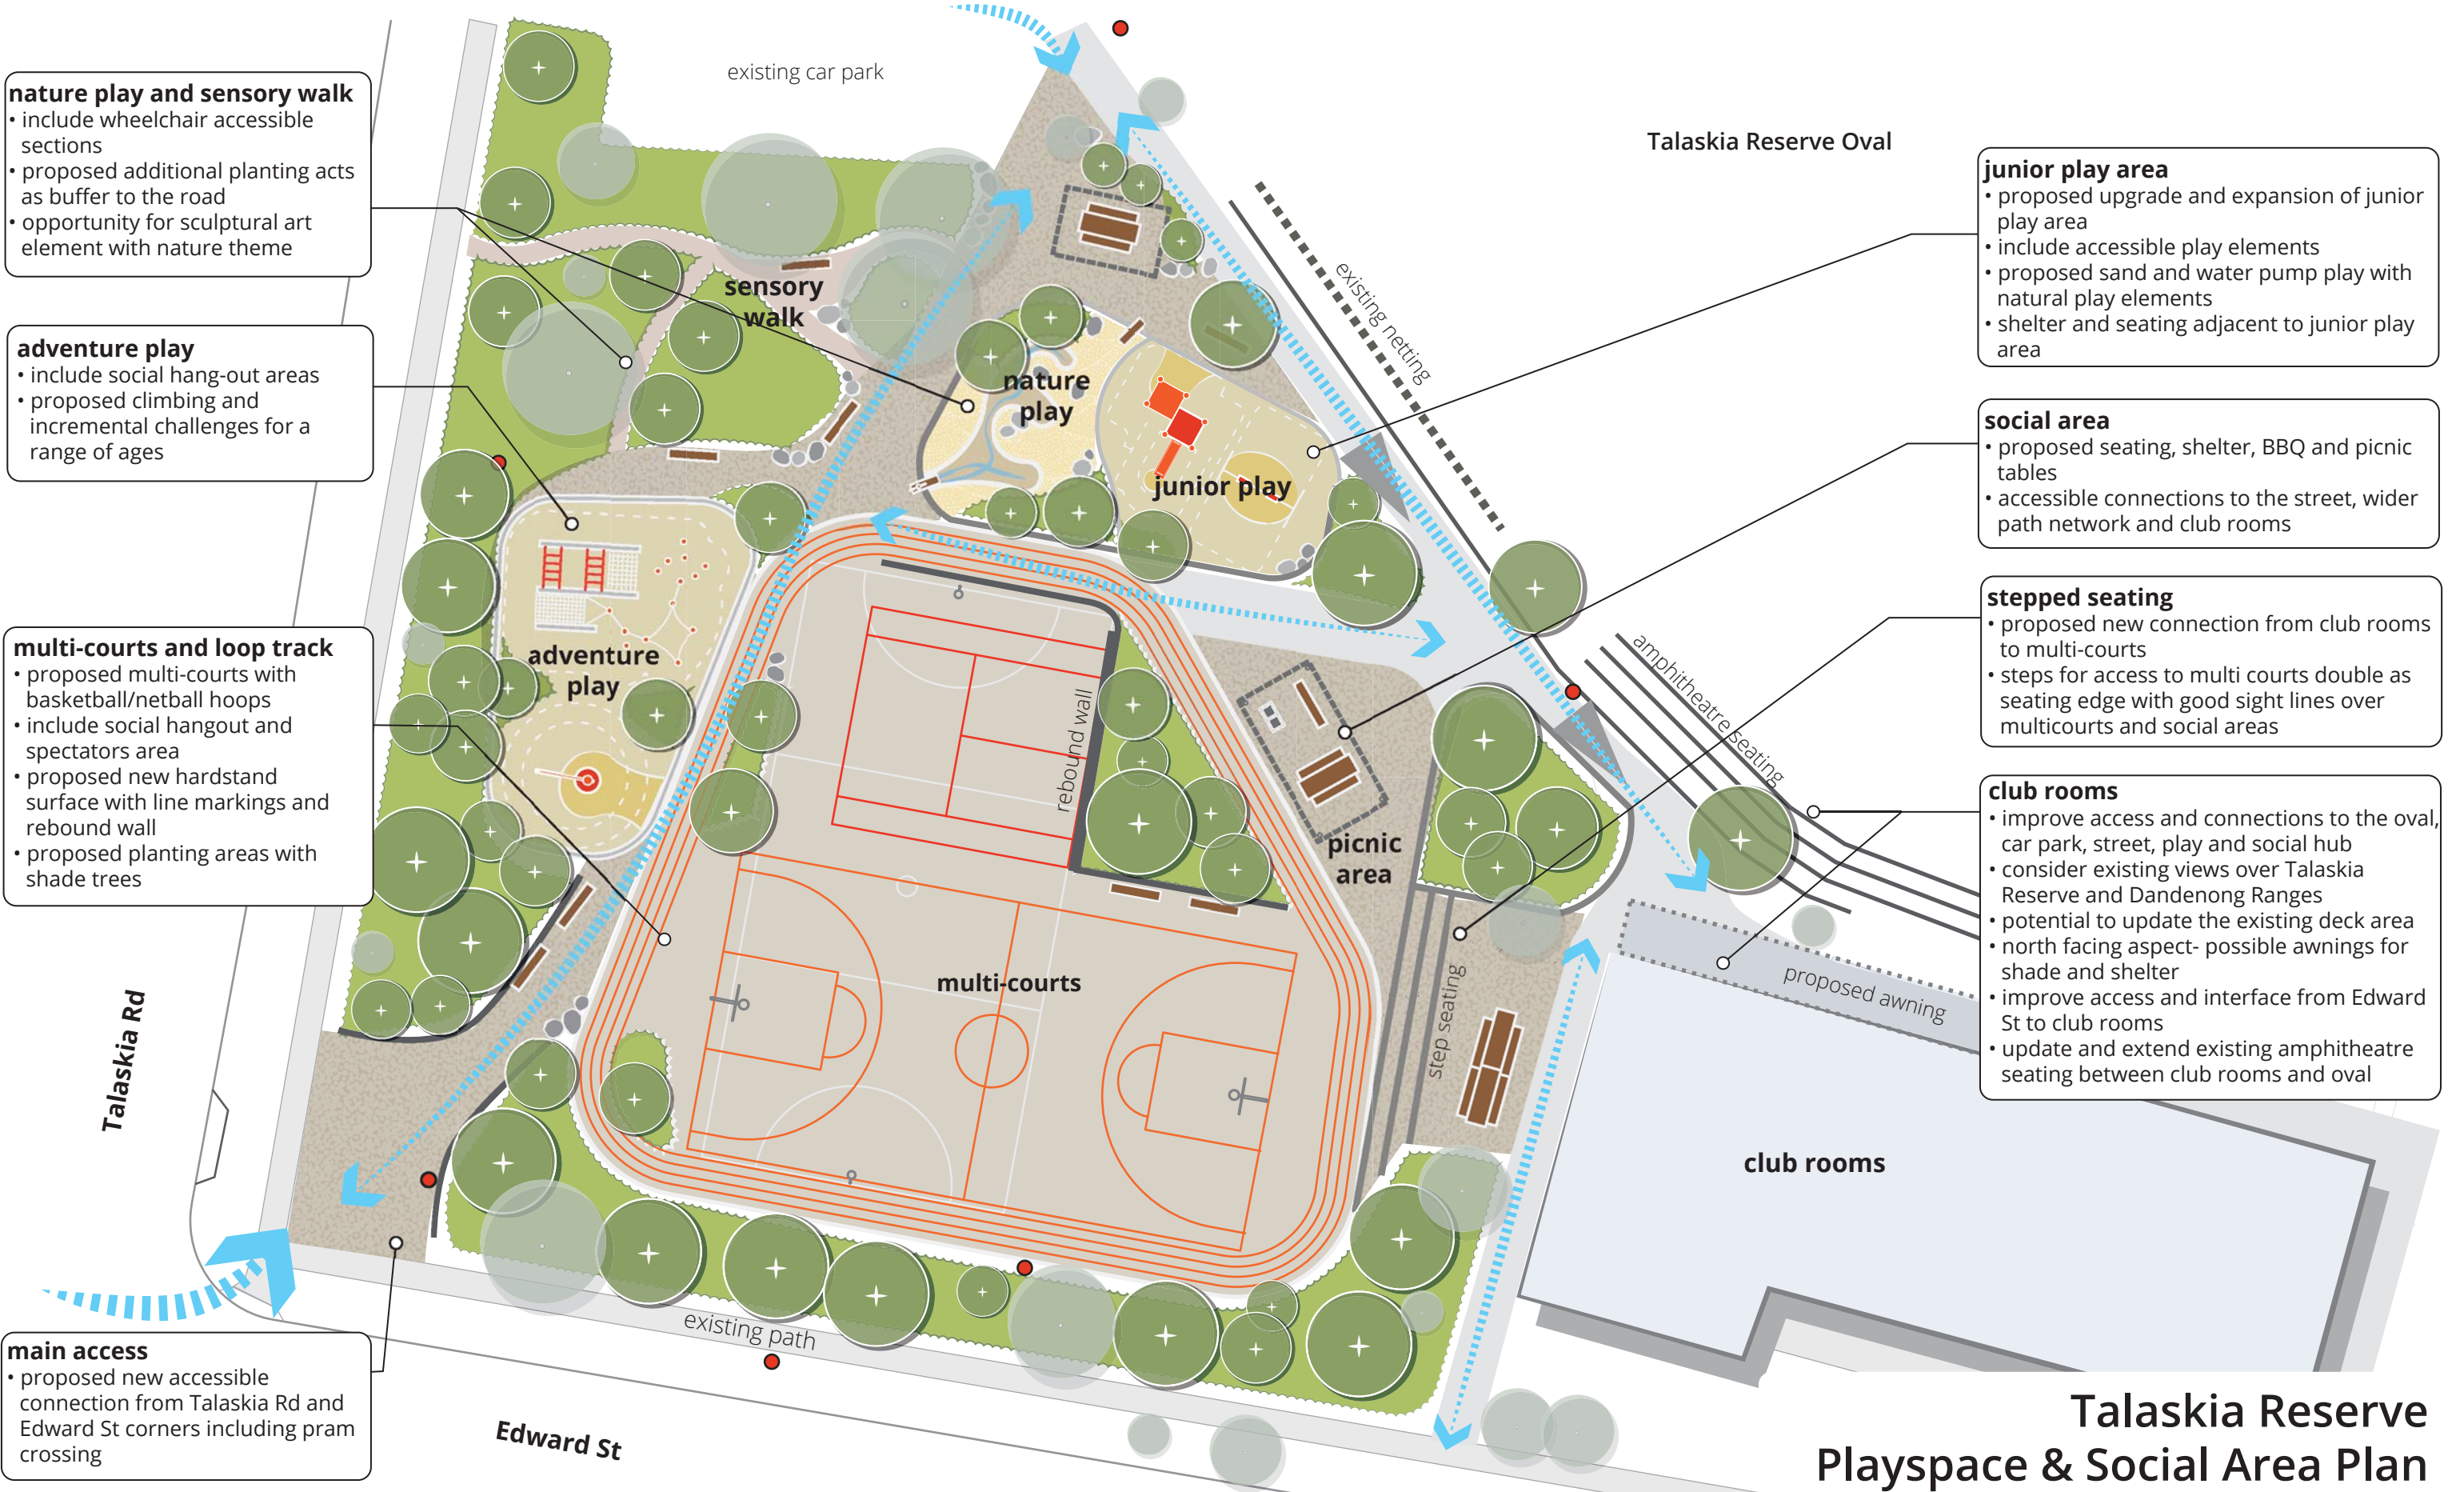 existing car park
Talaskia Reserve Oval
nature play and sensory walk
• include wheelchair accessible
sections
• proposed additional planting acts
as buffer to the road
• opportunity for sculptural art
element with nature theme
adventure play
• include social hang-out areas
• proposed climbing and
incremental challenges for a
range of ages
multi-courts and loop track
• proposed multi-courts with
basketball/netball hoops
• include social hangout and
spectators area
• proposed new hardstand
surface with line markings and
rebound wall
• proposed planting areas with
shade trees
main access
• proposed new accessible
connection from Talaskia Rd and
Edward St corners including pram
crossing
sensory
walk
nature
play
junior play
adventure
play
existing netting
amphitheatre seating
rebound wall
picnic
area
multi-courts
step seating
proposed awning
club rooms
existing path
Talaskia Rd
Edward St
junior play area
• proposed upgrade and expansion of junior
play area
• include accessible play elements
• proposed sand and water pump play with
natural play elements
• shelter and seating adjacent to junior play
area
social area
• proposed seating, shelter, BBQ and picnic
tables
• accessible connections to the street, wider
path network and club rooms
stepped seating
• proposed new connection from club rooms
to multi-courts
• steps for access to multi courts double as
seating edge with good sight lines over
multicourts and social areas
club rooms
• improve access and connections to the oval,
car park, street, play and social hub
• consider existing views over Talaskia
Reserve and Dandenong Ranges
• potential to update the existing deck area
• north facing aspect- possible awnings for
shade and shelter
• improve access and interface from Edward
St to club rooms
• update and extend existing amphitheatre
seating between club rooms and oval
Talaskia Reserve
Playspace & Social Area Plan